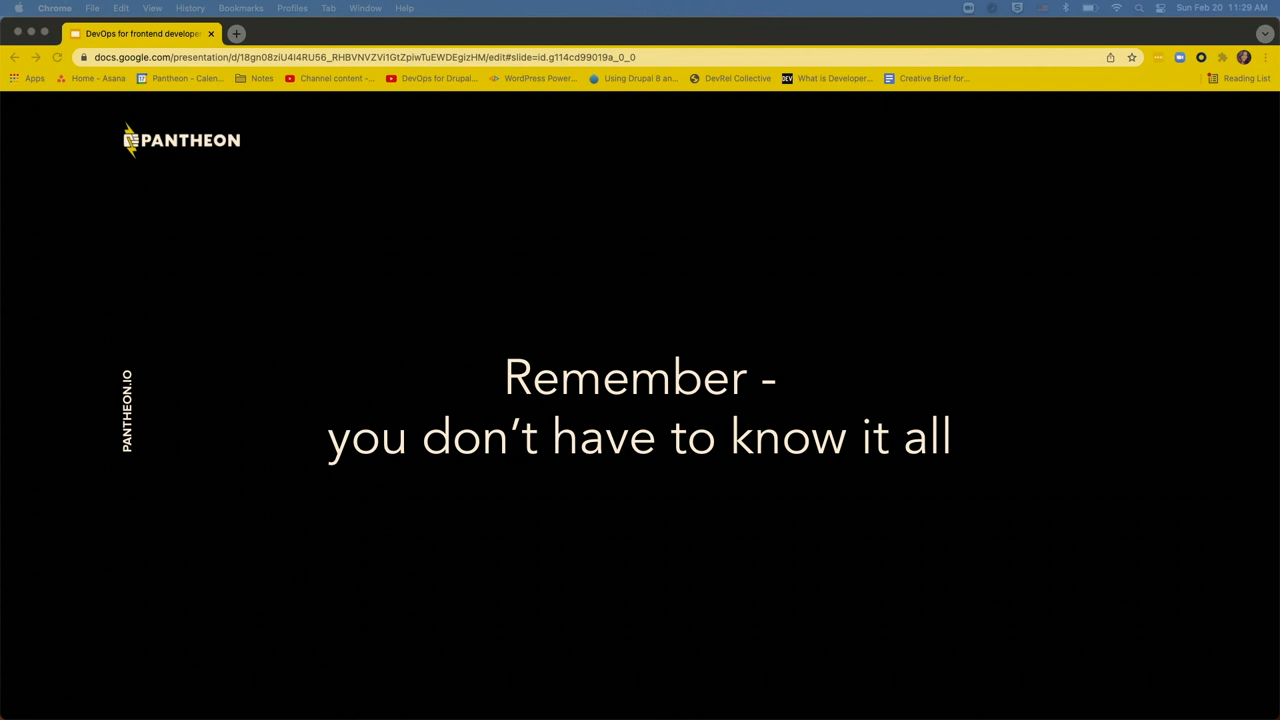 Chrome File Edit View History Bookmarks Profiles Tab Window Help Sun Feb 20 11:29 AM
DevOps for frontend develope
docs.google.com/presentation/d/18gn08ziU4I4RU56_RHBVNVZVi1GtZpiwTuEWDEgizHM/edit#slide=id.g114cd99019a_0_0
Apps Home - Asana 17 Pantheon - Calen... Notes Channel content -... DevOps for Drupal... WordPress Power... Using Drupal 8 an... DevRel Collective DEV What is Developer... Creative Brief for... Reading List
PANTHEON
Remember -
you don't have to know it all
PANTHEON.IO